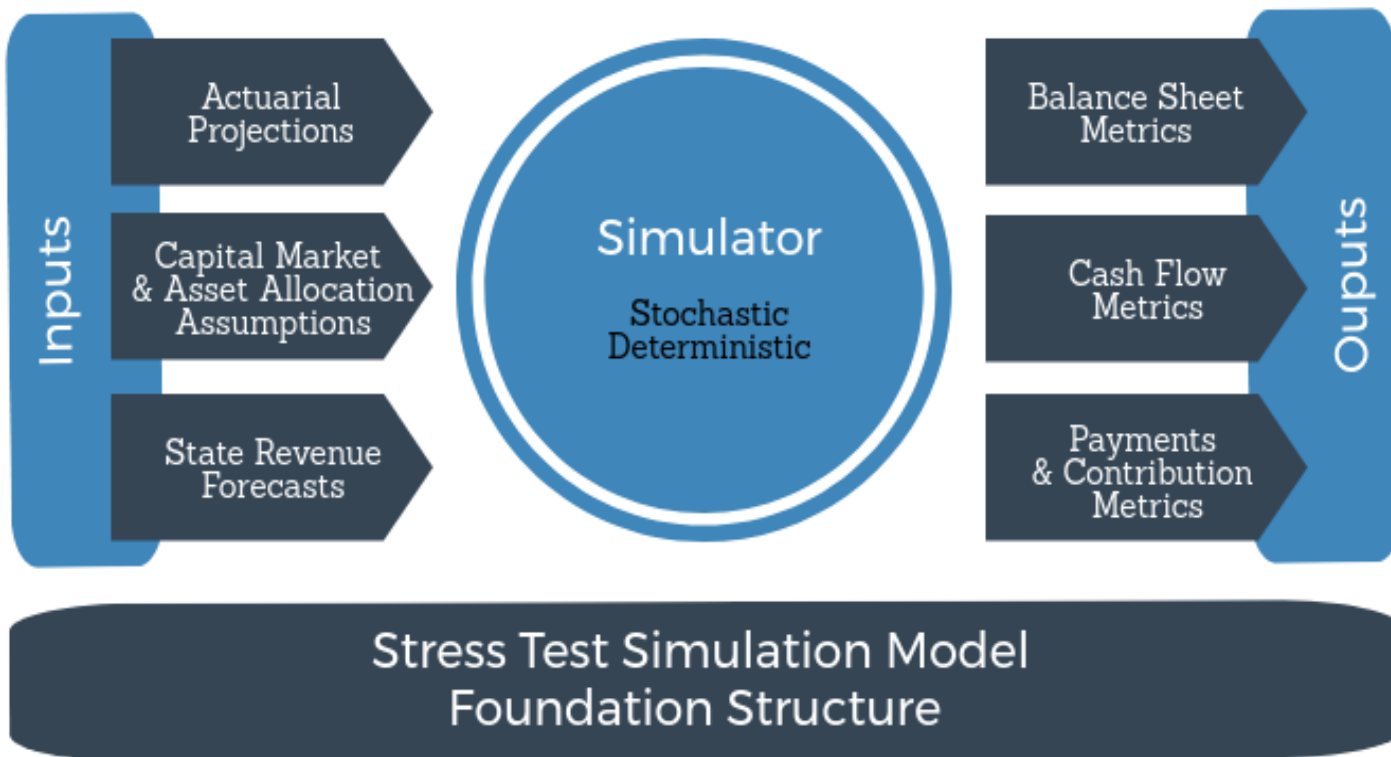 Inputs
Actuarial
Projections
Capital Market
& Asset Allocation
Assumptions
State Revenue
Forecasts
Simulator
Stochastic
Deterministic
Balance Sheet
Metrics
Cash Flow
Metrics
Payments
& Contribution
Metrics
Ouputs
Stress Test Simulation Model
Foundation Structure